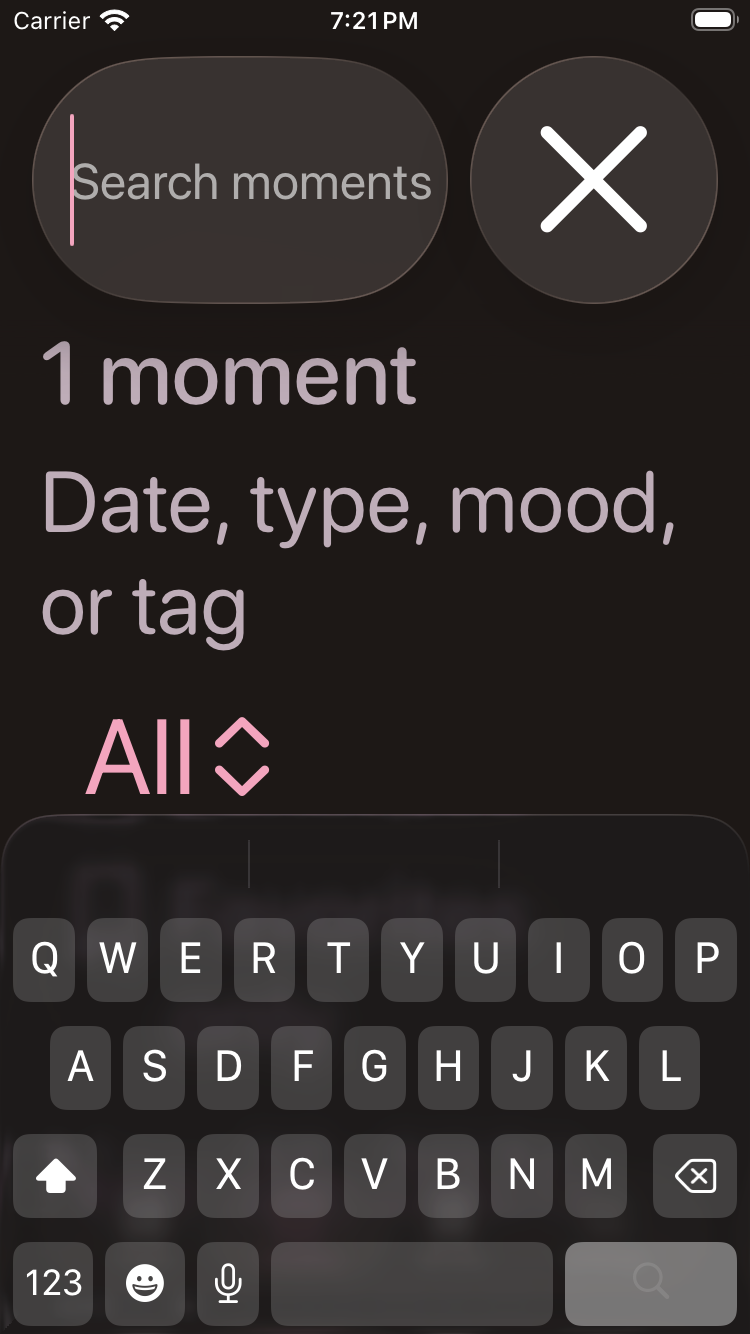 Carrier 7:21 PM
Search moments
1 moment
Date, type, mood,
or tag
All
Q W E R T Y U I O P
A S D F G H J K L
Z X C V B N M
123